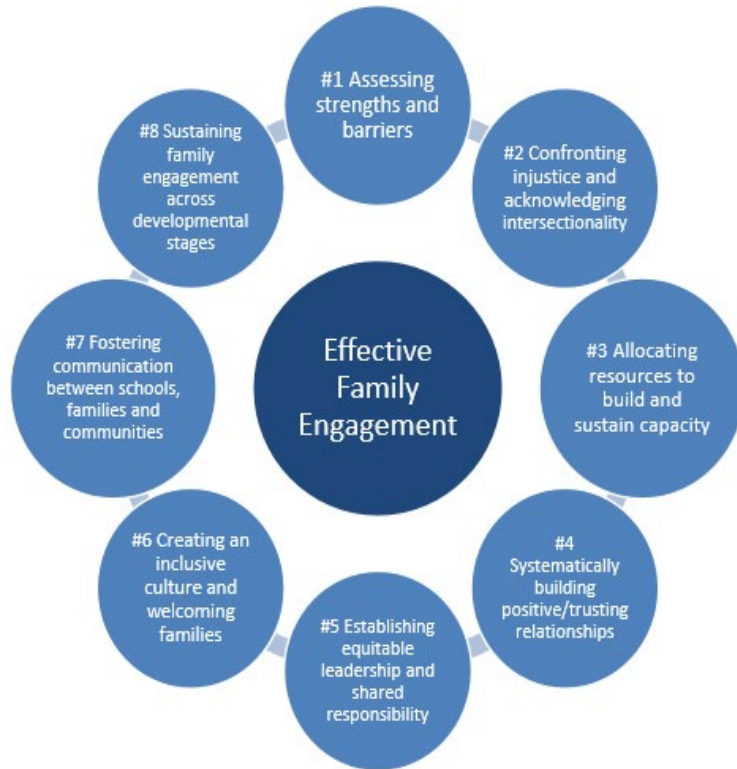 #1 Assessing
strengths and
barriers
#2 Confronting
injustice and
acknowledging
intersectionality
#3 Allocating
resources to
build and
sustain capacity
#4
Systematically
building
positive/trusting
relationships
#5 Establishing
equitable
leadership and
shared
responsibility
#6 Creating an
inclusive
culture and
welcoming
families
#7 Fostering
communication
between schools,
families and
communities
#8 Sustaining
family
engagement
across
developmental
stages
Effective
Family
Engagement